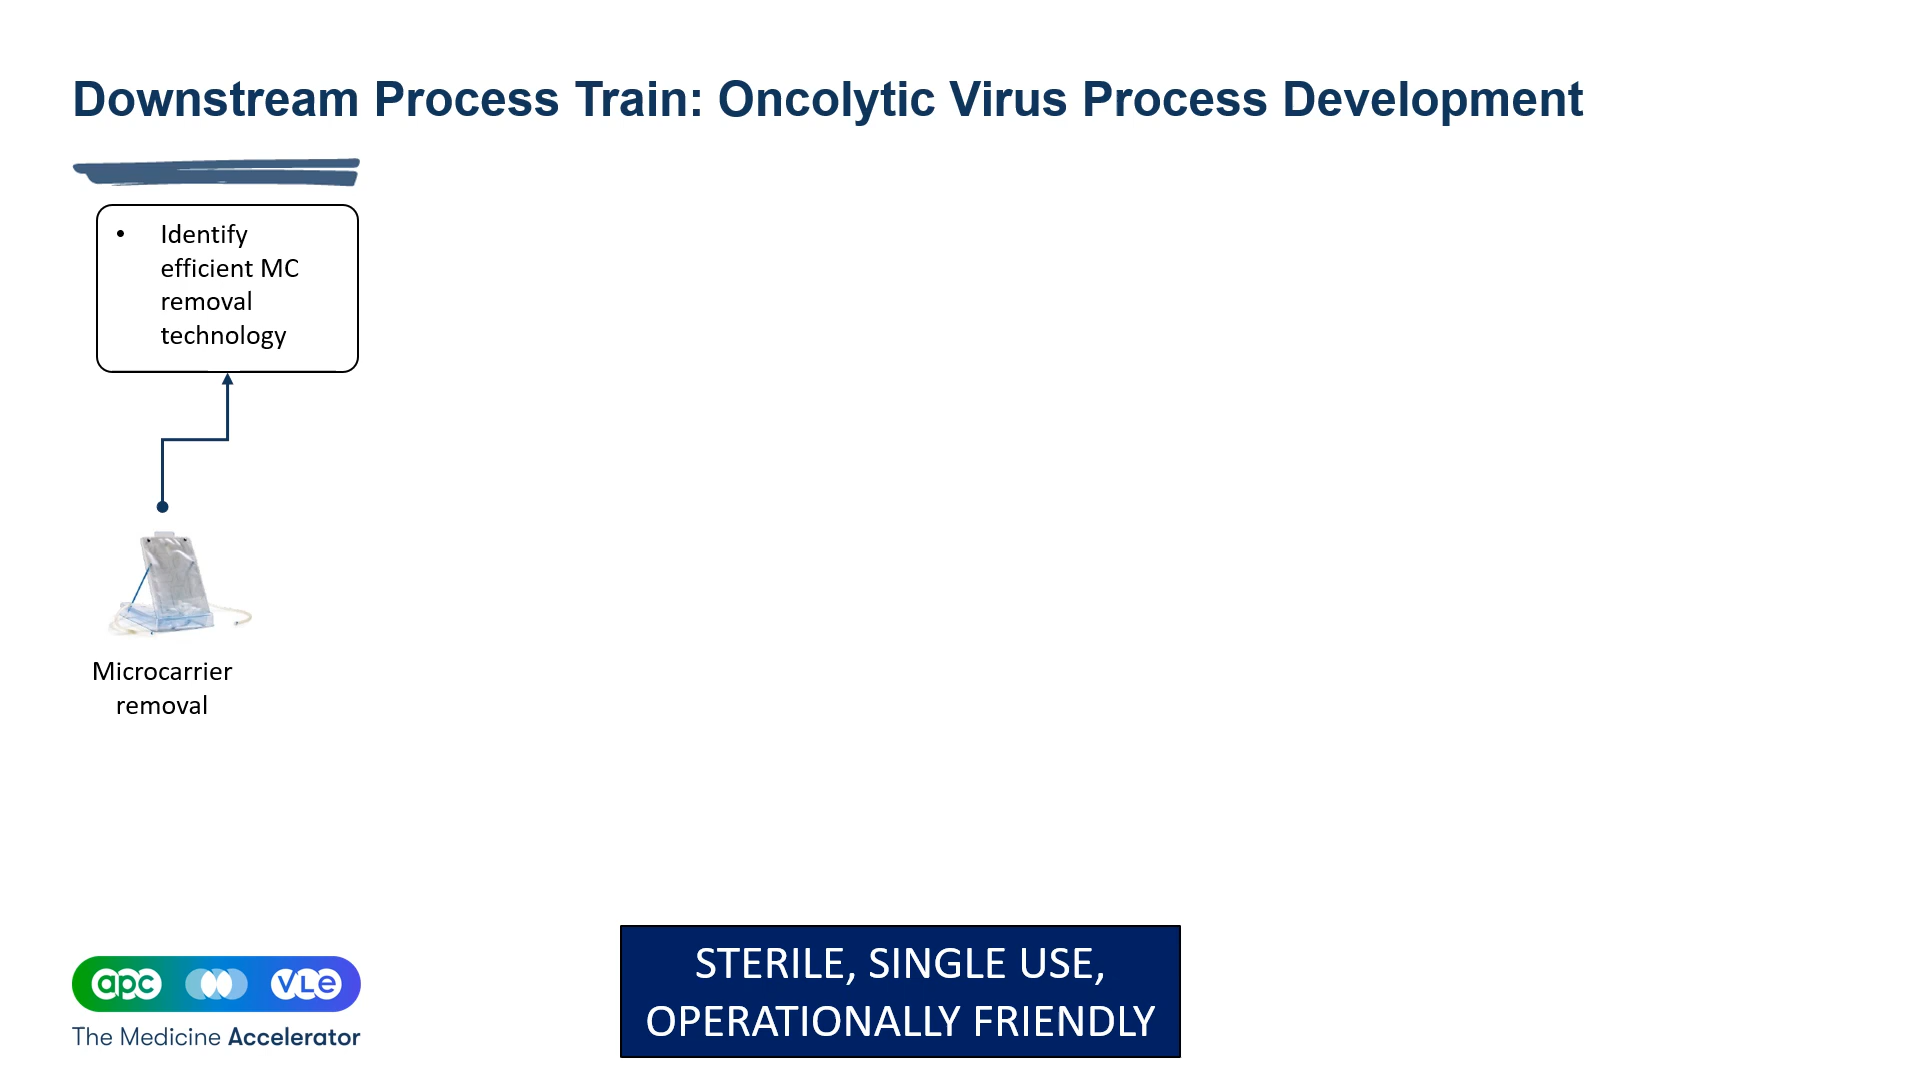 Downstream Process Train: Oncolytic Virus Process Development
• Identify
efficient MC
removal
technology
Microcarrier
removal
STERILE, SINGLE USE,
OPERATIONALLY FRIENDLY
apc VLe
The Medicine Accelerator